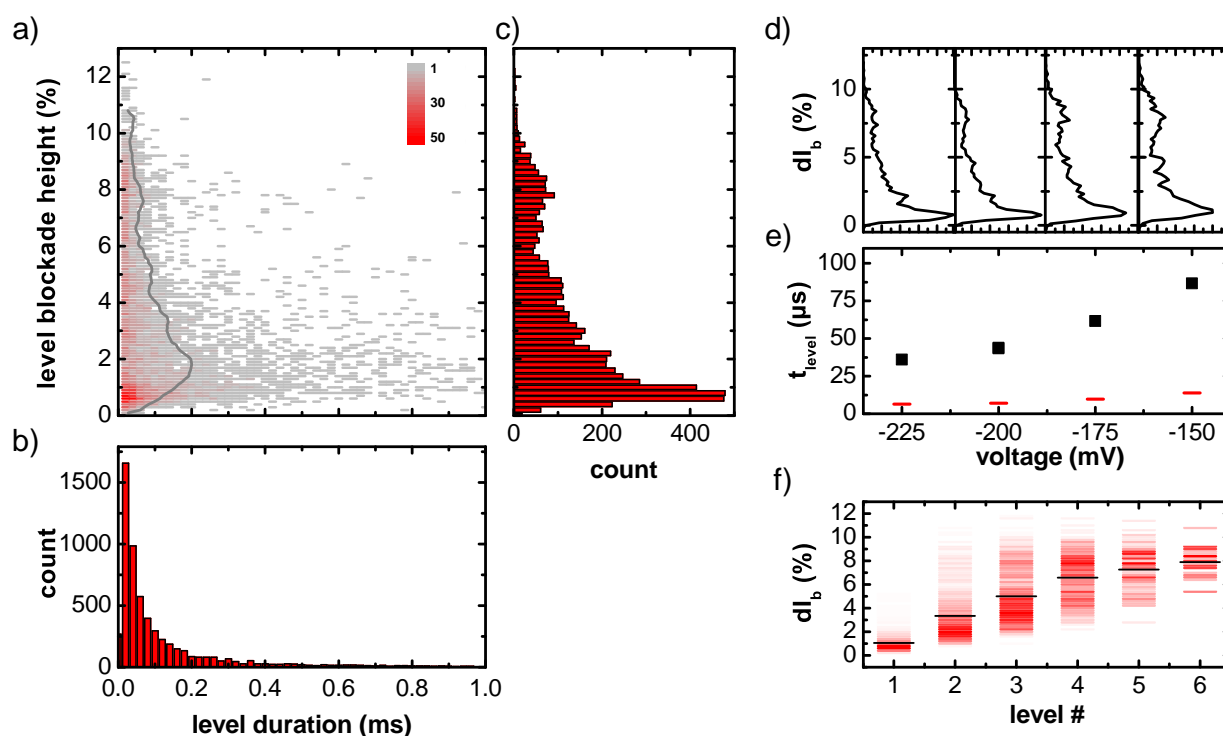 a)
level blockade height (%)
12
10
8
6
4
2
0
1
30
50
c)
0 200 400
count
b)
count
1500
1000
500
0
0.0 0.2 0.4 0.6 0.8 1.0
level duration (ms)
d)
dI_b (%)
10
5
0
e)
t_level (µs)
100
75
50
25
0
-225 -200 -175 -150
voltage (mV)
f)
dI_b (%)
12
10
8
6
4
2
0
1 2 3 4 5 6
level #